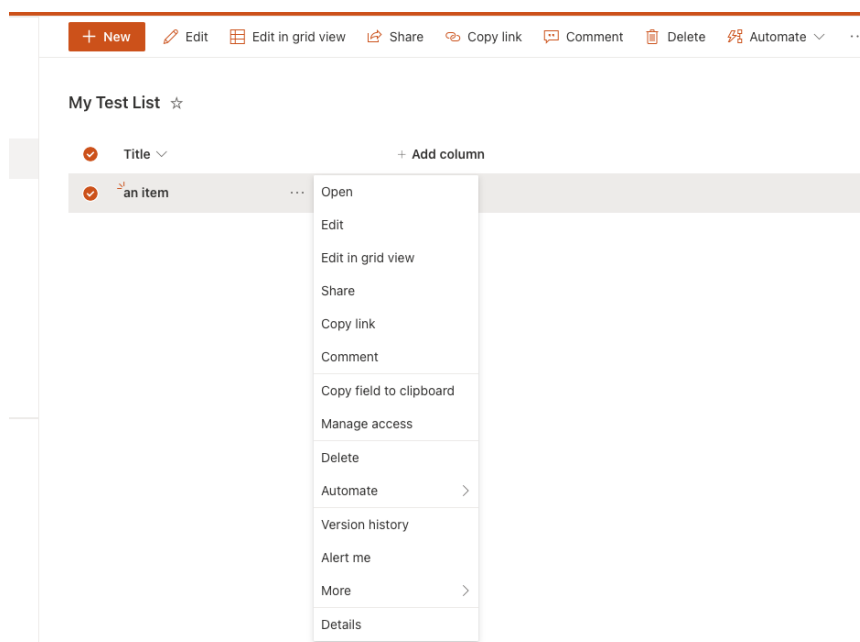 New Edit Edit in grid view Share Copy link Comment Delete Automate
My Test List
Title + Add column
an item ...
Open
Edit
Edit in grid view
Share
Copy link
Comment
Copy field to clipboard
Manage access
Delete
Automate
Version history
Alert me
More
Details